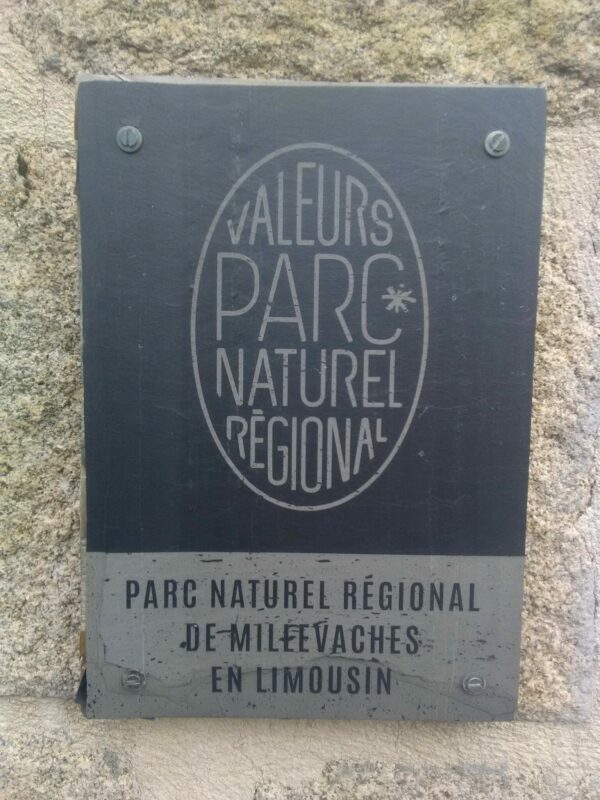 VALEURS
PARC*
NATUREL
RÉGIONAL
PARC NATUREL RÉGIONAL
DE MILLEVACHES
EN LIMOUSIN